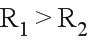 R₁ > R₂